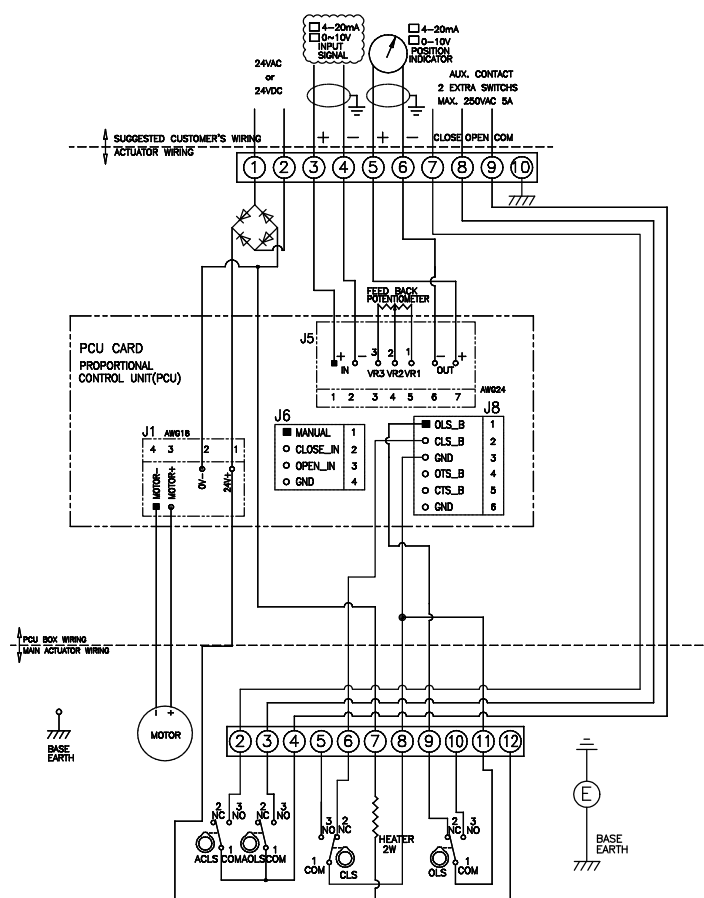 4-20mA
0~10V
INPUT
SIGNAL
4-20mA
0-10V
POSITION
INDICATOR
24VAC
or
24VDC
AUX. CONTACT
2 EXTRA SWITCHS
MAX. 250VAC 5A
SUGGESTED CUSTOMER'S WIRING
+ − + −
CLOSE OPEN COM
ACTUATOR WIRING
1 2 3 4 5 6 7 8 9 10
FEED BACK
POTENTIOMETER
PCU CARD
PROPORTIONAL
CONTROL UNIT(PCU)
J5
+ − 3 2 1 − +
IN VR3 VR2 VR1 OUT
1 2 3 4 5 6 7
AWG24
J6
MANUAL 1
CLOSE_IN 2
OPEN_IN 3
GND 4
J8
OLS_B 1
CLS_B 2
GND 3
OTS_B 4
CTS_B 5
GND 6
J1 AWG18
4 3 2 1
MOTOR-
MOTOR+
0V-
24V+
PCU BOX WIRING
MAIN ACTUATOR WIRING
- +
MOTOR
BASE
EARTH
2 3 4 5 6 7 8 9 10 11 12
2 3 2 3
NC NO NC NO
1 1
ACLS COM AOLS COM
3 2
NO NC
1
COM CLS
HEATER
2W
2 3
NC NO
1
OLS COM
E
BASE
EARTH